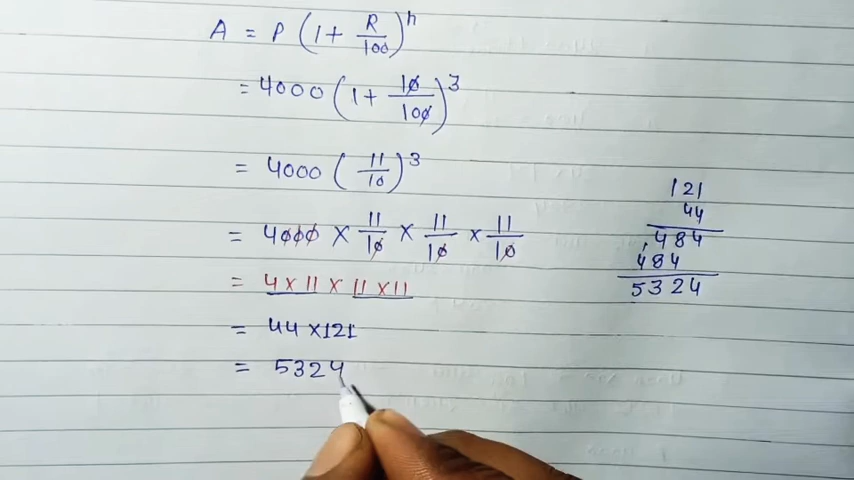 A = P (1 + R/100)^n
= 4000 (1 + 10/100)^3
= 4000 (11/10)^3
= 4000 × 11/10 × 11/10 × 11/10
= 4 × 11 × 11 × 11
= 44 × 121
= 5324
121
44
484
484
5324